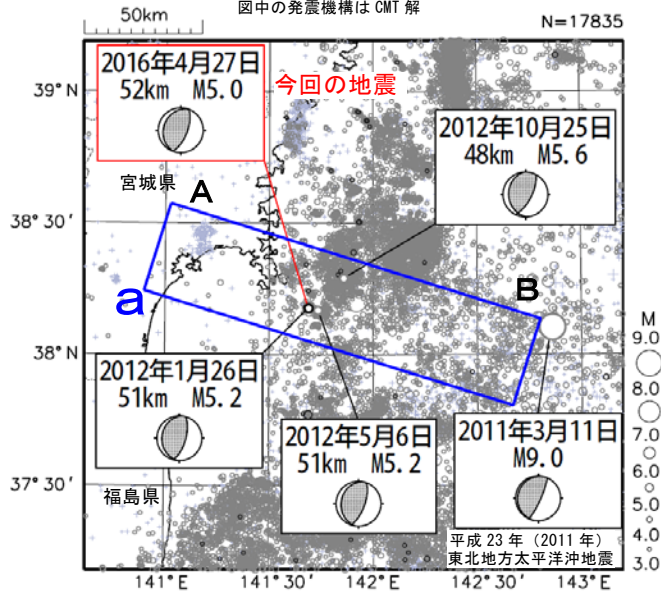 図中の発震機構は CMT 解
50km
N=17835
39° N
38° 30′
38° N
37° 30′
2016年4月27日
52km M5.0
今回の地震
2012年10月25日
48km M5.6
宮城県
A
a
B
2012年1月26日
51km M5.2
2012年5月6日
51km M5.2
2011年3月11日
M9.0
平成 23 年 (2011 年)
東北地方太平洋沖地震
福島県
M
9.0
8.0
7.0
6.0
5.0
4.0
3.0
141° E
141° 30′
142° E
142° 30′
143° E